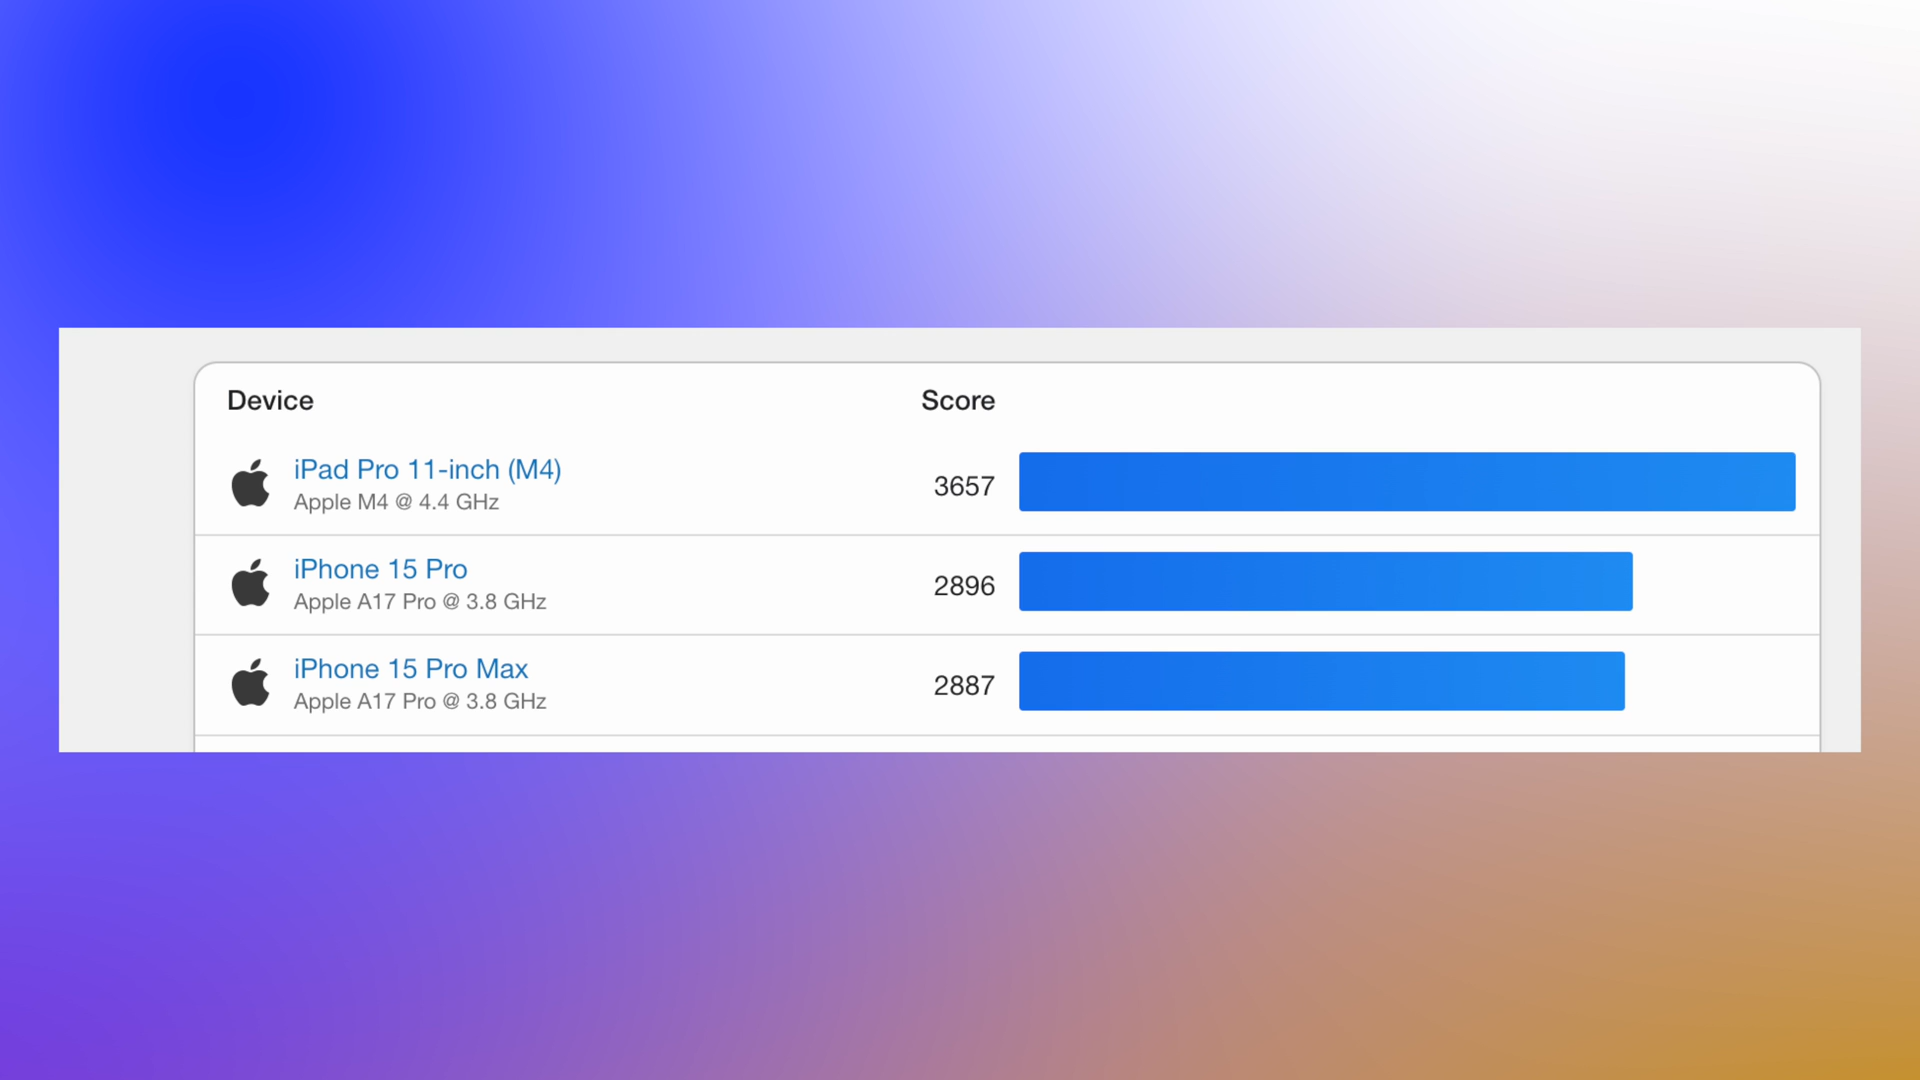 Device Score
iPad Pro 11-inch (M4)
Apple M4 @ 4.4 GHz
3657
iPhone 15 Pro
Apple A17 Pro @ 3.8 GHz
2896
iPhone 15 Pro Max
Apple A17 Pro @ 3.8 GHz
2887